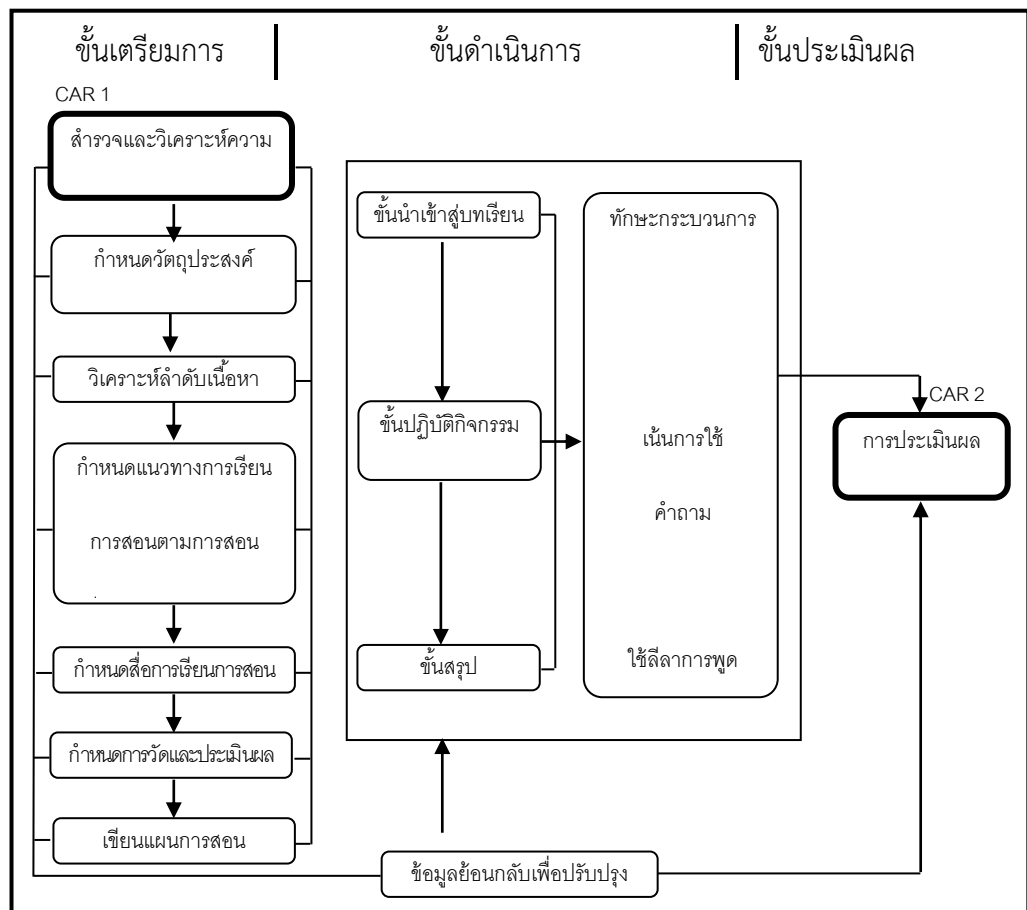 ขั้นเตรียมการ
ขั้นดำเนินการ
ขั้นประเมินผล
CAR 1
สำรวจและวิเคราะห์ความ
กำหนดวัตถุประสงค์
วิเคราะห์ลำดับเนื้อหา
กำหนดแนวทางการเรียน
การสอนตามการสอน
กำหนดสื่อการเรียนการสอน
กำหนดการวัดและประเมินผล
เขียนแผนการสอน
ขั้นนำเข้าสู่บทเรียน
ขั้นปฏิบัติกิจกรรม
ขั้นสรุป
ทักษะกระบวนการ
เน้นการใช้
คำถาม
ใช้ลีลาการพูด
CAR 2
การประเมินผล
ข้อมูลย้อนกลับเพื่อปรับปรุง